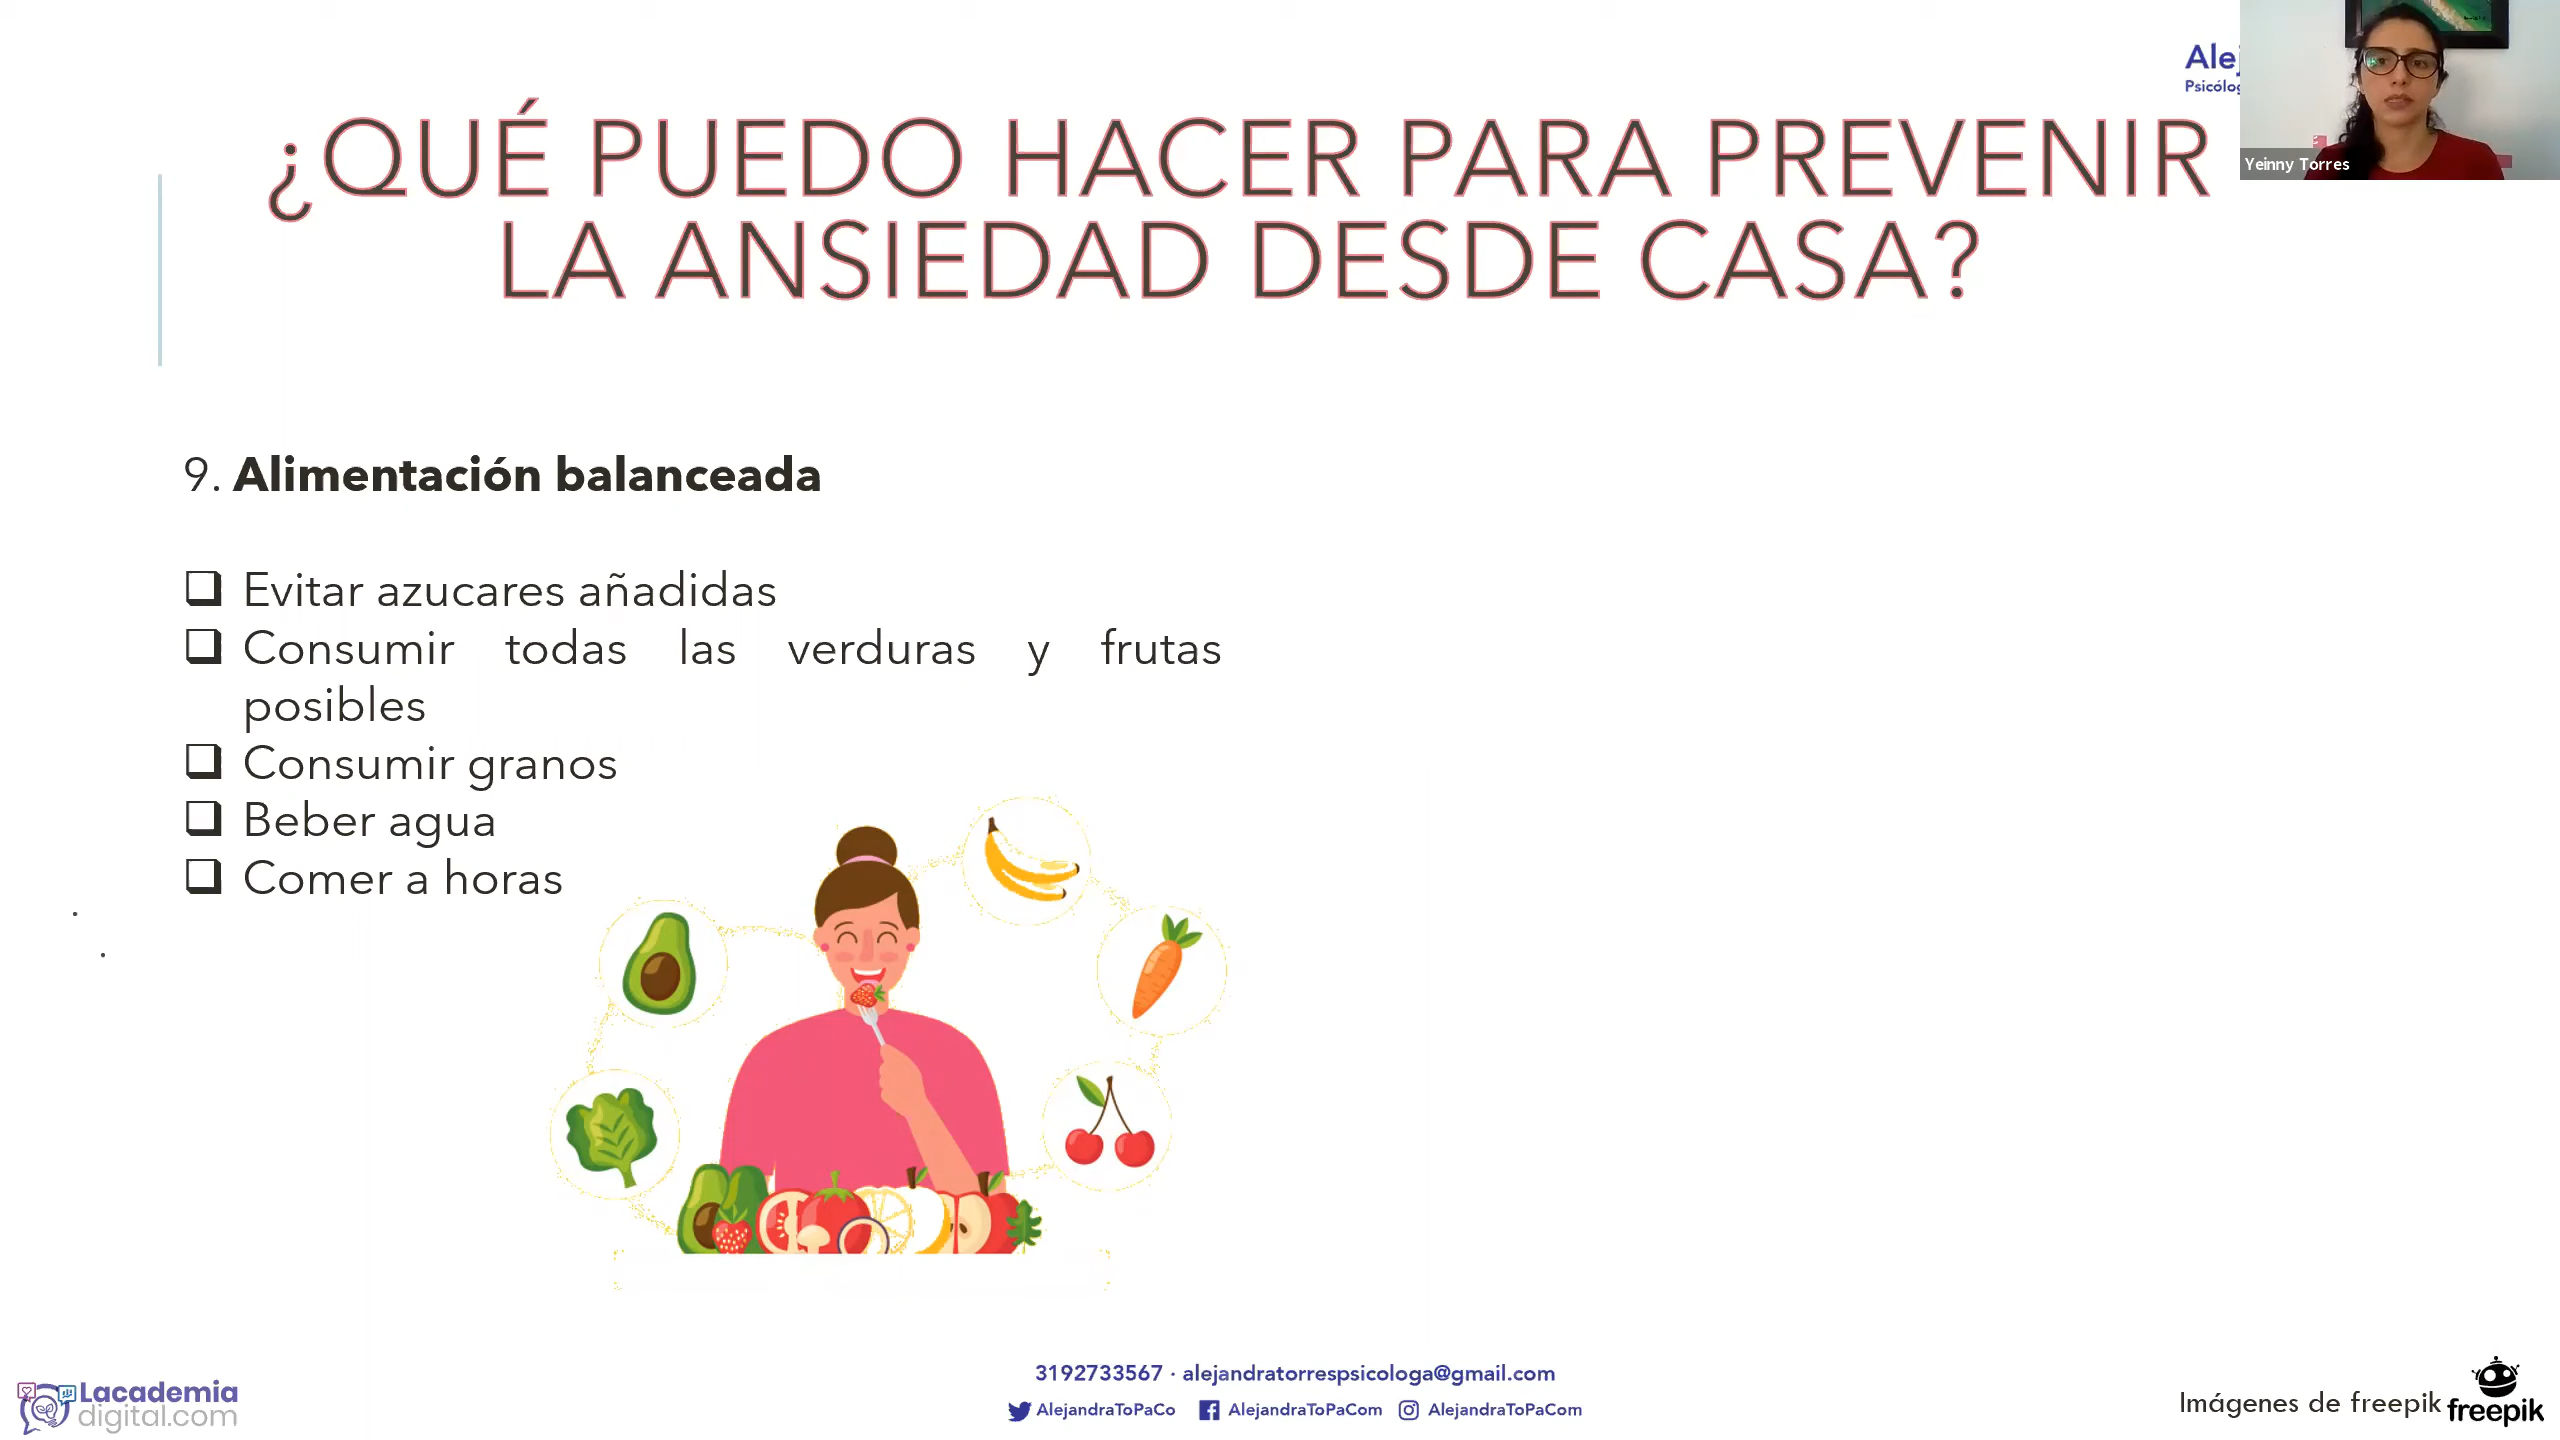 ¿QUÉ PUEDO HACER PARA PREVENIR
LA ANSIEDAD DESDE CASA?
Yeinny Torres
9. Alimentación balanceada
Evitar azucares añadidas
Consumir todas las verduras y frutas
posibles
Consumir granos
Beber agua
Comer a horas
3192733567 · alejandratorrespsicologa@gmail.com
AlejandraToPaCo AlejandraToPaCom AlejandraToPaCom
Lacademia
digital.com
Imágenes de freepik
freepik